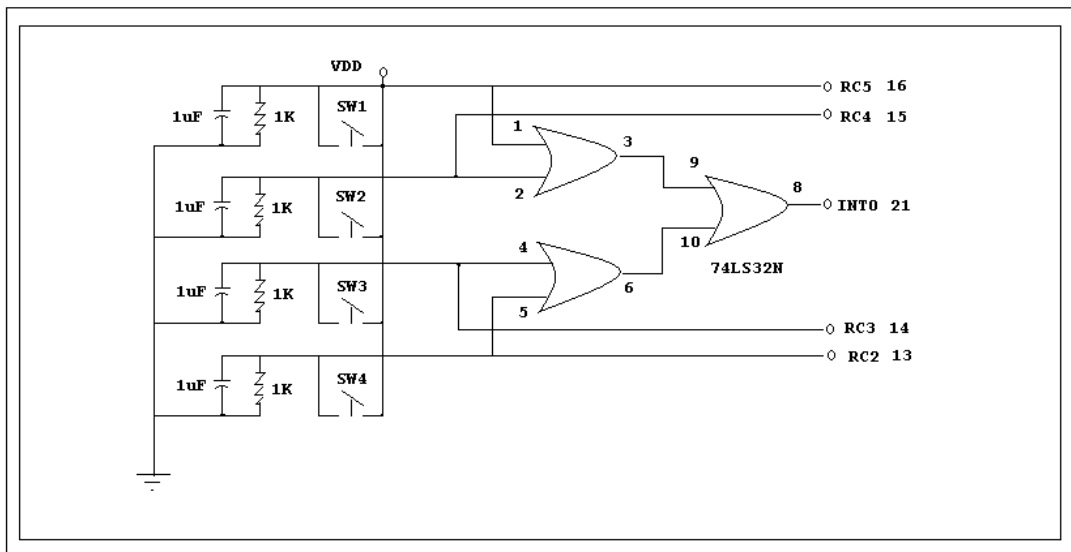 VDD
RC5 16
1uF
1K
SW1
RC4 15
1
2
3
9
8
1uF
1K
SW2
INT0 21
10
4
5
6
74LS32N
1uF
1K
SW3
RC3 14
RC2 13
1uF
1K
SW4